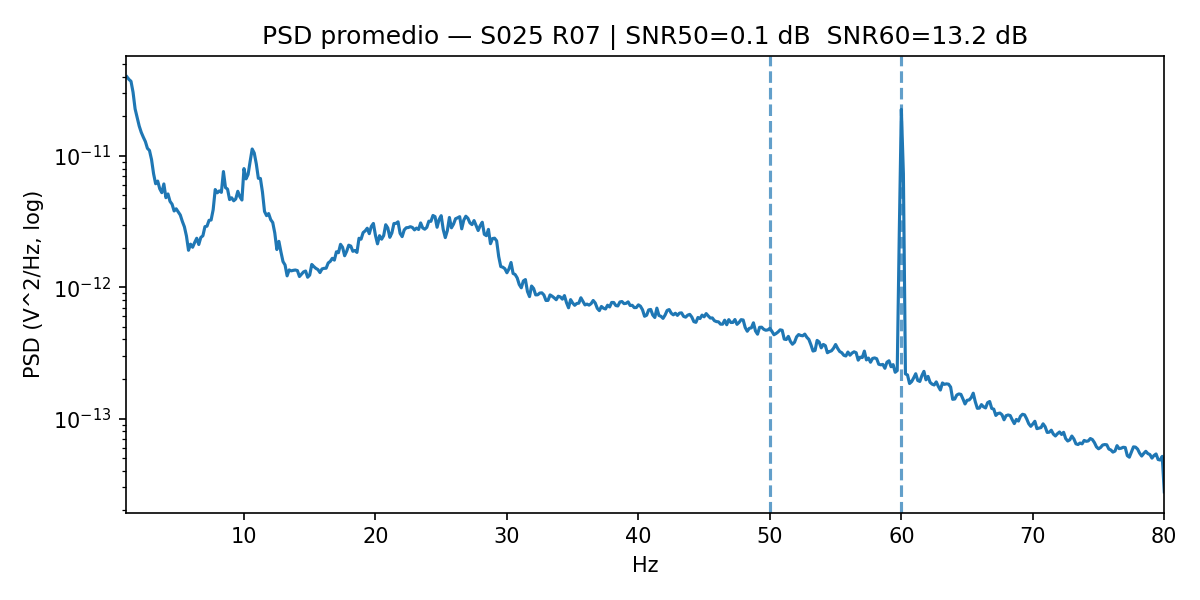 PSD promedio — S025 R07 | SNR50=0.1 dB  SNR60=13.2 dB
PSD (V^2/Hz, log)
10⁻¹¹
10⁻¹²
10⁻¹³
10 20 30 40 50 60 70 80
Hz